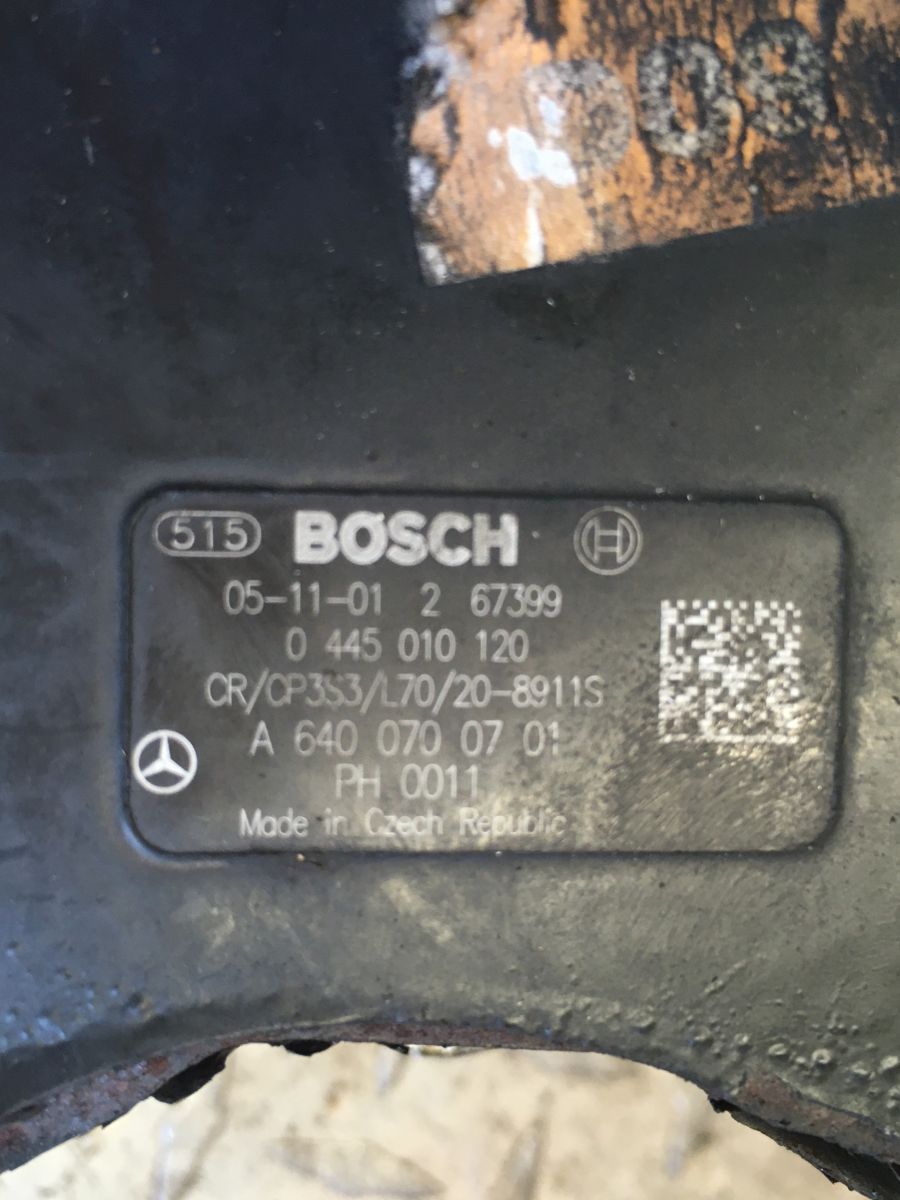 008
515 BOSCH
05-11-01 2 67399
0 445 010 120
CR/CP3S3/L70/20-8911S
A 640 070 07 01
PH 0011
Made in Czech Republic